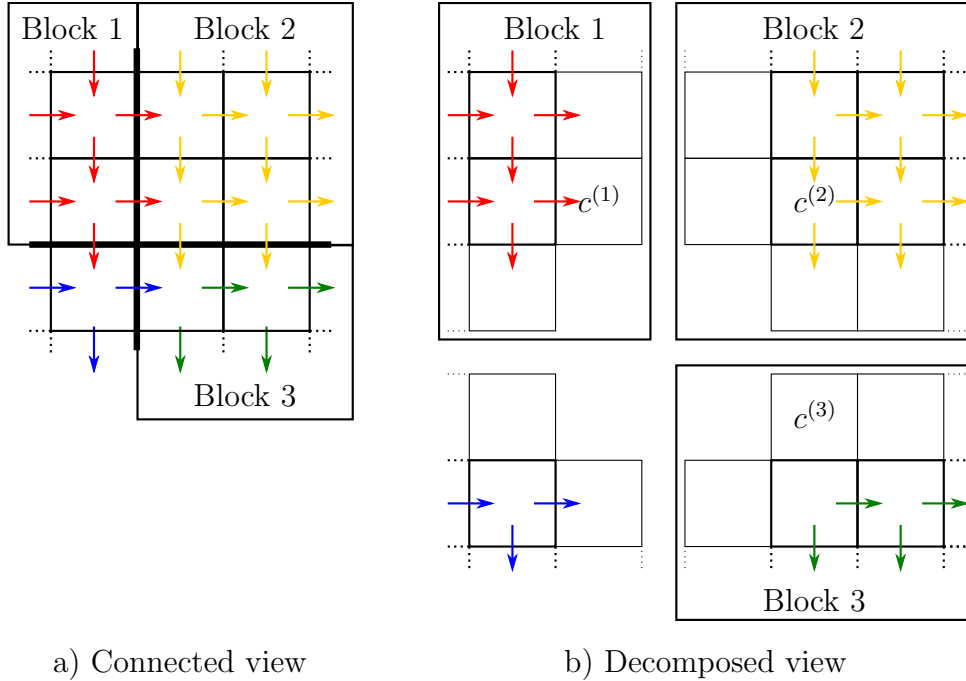 Block 1
Block 2
Block 3
a) Connected view
Block 1
Block 2
c(1)
c(2)
c(3)
Block 3
b) Decomposed view